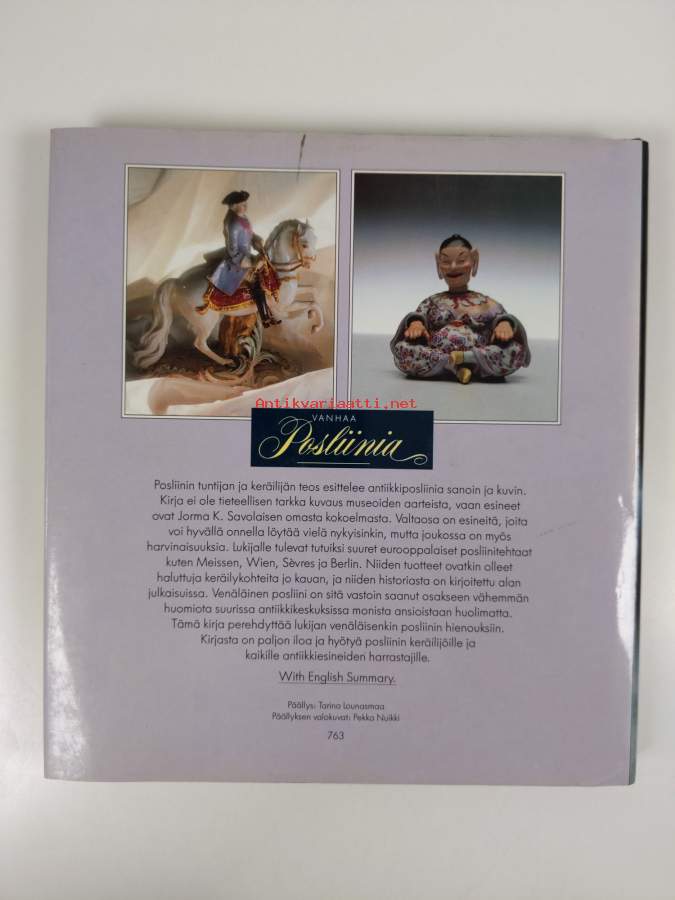 Antikvariaatti.net
VANHAA
Posliinia
Posliinin tuntijan ja keräilijän teos esittelee antiikkiposliinia sanoin ja kuvin.
Kirja ei ole tieteellisen tarkka kuvaus museoiden aarteista, vaan esineet
ovat Jorma K. Savolaisen omasta kokoelmasta. Valtaosa on esineitä, joita
voi hyvällä onnella löytää vielä nykyisinkin, mutta joukossa on myös
harvinaisuuksia. Lukijalle tulevat tutuiksi suuret eurooppalaiset posliinitehtaat
kuten Meissen, Wien, Sèvres ja Berlin. Niiden tuotteet ovatkin olleet
haluttuja keräilykohteita jo kauan, ja niiden historiasta on kirjoitettu alan
julkaisuissa. Venäläinen posliini on sitä vastoin saanut osakseen vähemmän
huomiota suurissa antiikkikeskuksissa monista ansioistaan huolimatta.
Tämä kirja perehdyttää lukijan venäläisenkin posliinin hienouksiin.
Kirjasta on paljon iloa ja hyötyä posliinin keräilijöille ja
kaikille antiikkiesineiden harrastajille.
With English Summary.
Päällys: Tarina Lounasmaa
Päällyksen valokuvat: Pekka Nuikki
763